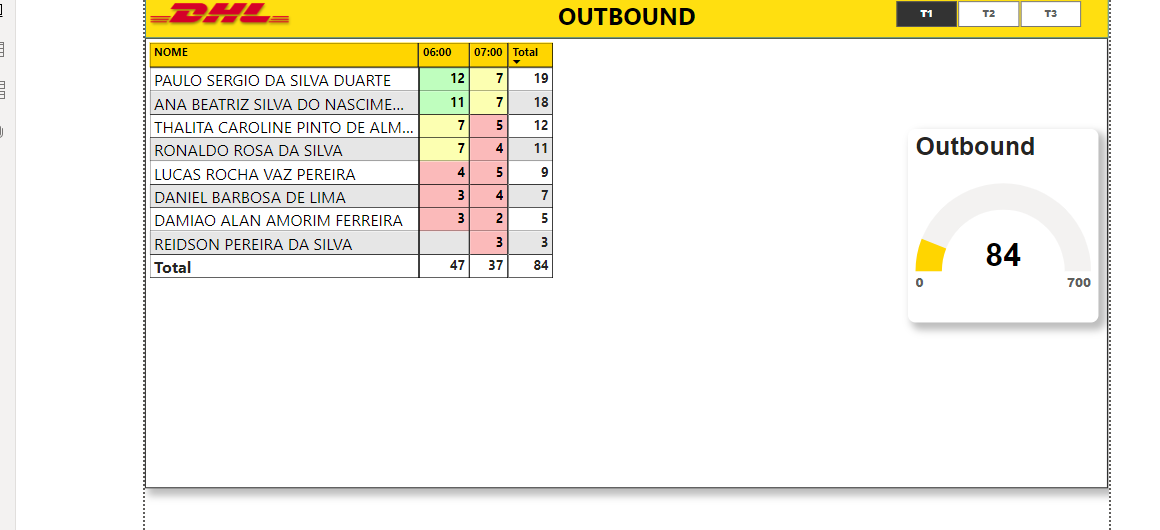 DHL OUTBOUND T1 T2 T3
NOME 06:00 07:00 Total
PAULO SERGIO DA SILVA DUARTE 12 7 19
ANA BEATRIZ SILVA DO NASCIME... 11 7 18
THALITA CAROLINE PINTO DE ALM... 7 5 12
RONALDO ROSA DA SILVA 7 4 11
LUCAS ROCHA VAZ PEREIRA 4 5 9
DANIEL BARBOSA DE LIMA 3 4 7
DAMIAO ALAN AMORIM FERREIRA 3 2 5
REIDSON PEREIRA DA SILVA 3 3
Total 47 37 84
Outbound
84
0 700